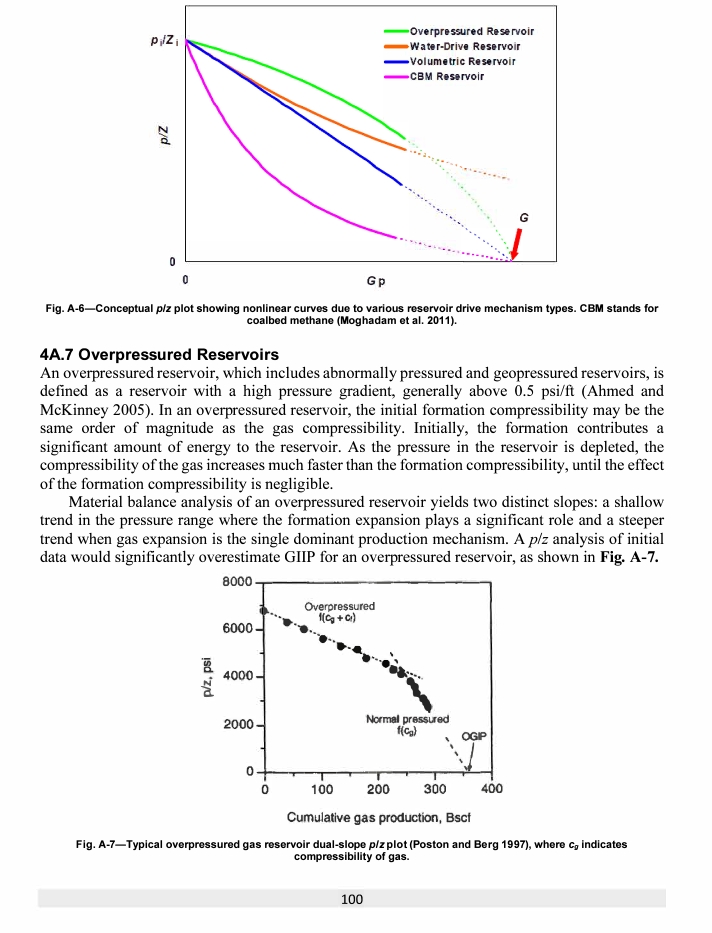 p i/Z i
Overpressured Reservoir
Water-Drive Reservoir
Volumetric Reservoir
CBM Reservoir
p/Z
G
0
0
G p
Fig. A-6—Conceptual p/z plot showing nonlinear curves due to various reservoir drive mechanism types. CBM stands for
coalbed methane (Moghadam et al. 2011).
4A.7 Overpressured Reservoirs
An overpressured reservoir, which includes abnormally pressured and geopressured reservoirs, is
defined as a reservoir with a high pressure gradient, generally above 0.5 psi/ft (Ahmed and
McKinney 2005). In an overpressured reservoir, the initial formation compressibility may be the
same order of magnitude as the gas compressibility. Initially, the formation contributes a
significant amount of energy to the reservoir. As the pressure in the reservoir is depleted, the
compressibility of the gas increases much faster than the formation compressibility, until the effect
of the formation compressibility is negligible.
Material balance analysis of an overpressured reservoir yields two distinct slopes: a shallow
trend in the pressure range where the formation expansion plays a significant role and a steeper
trend when gas expansion is the single dominant production mechanism. A p/z analysis of initial
data would significantly overestimate GIIP for an overpressured reservoir, as shown in Fig. A-7.
8000
Overpressured
f(cg + cf)
6000
p/z, psi
4000
Normal pressured
f(cg)
2000
OGIP
0
0 100 200 300 400
Cumulative gas production, Bscf
Fig. A-7—Typical overpressured gas reservoir dual-slope p/z plot (Poston and Berg 1997), where cg indicates
compressibility of gas.
100